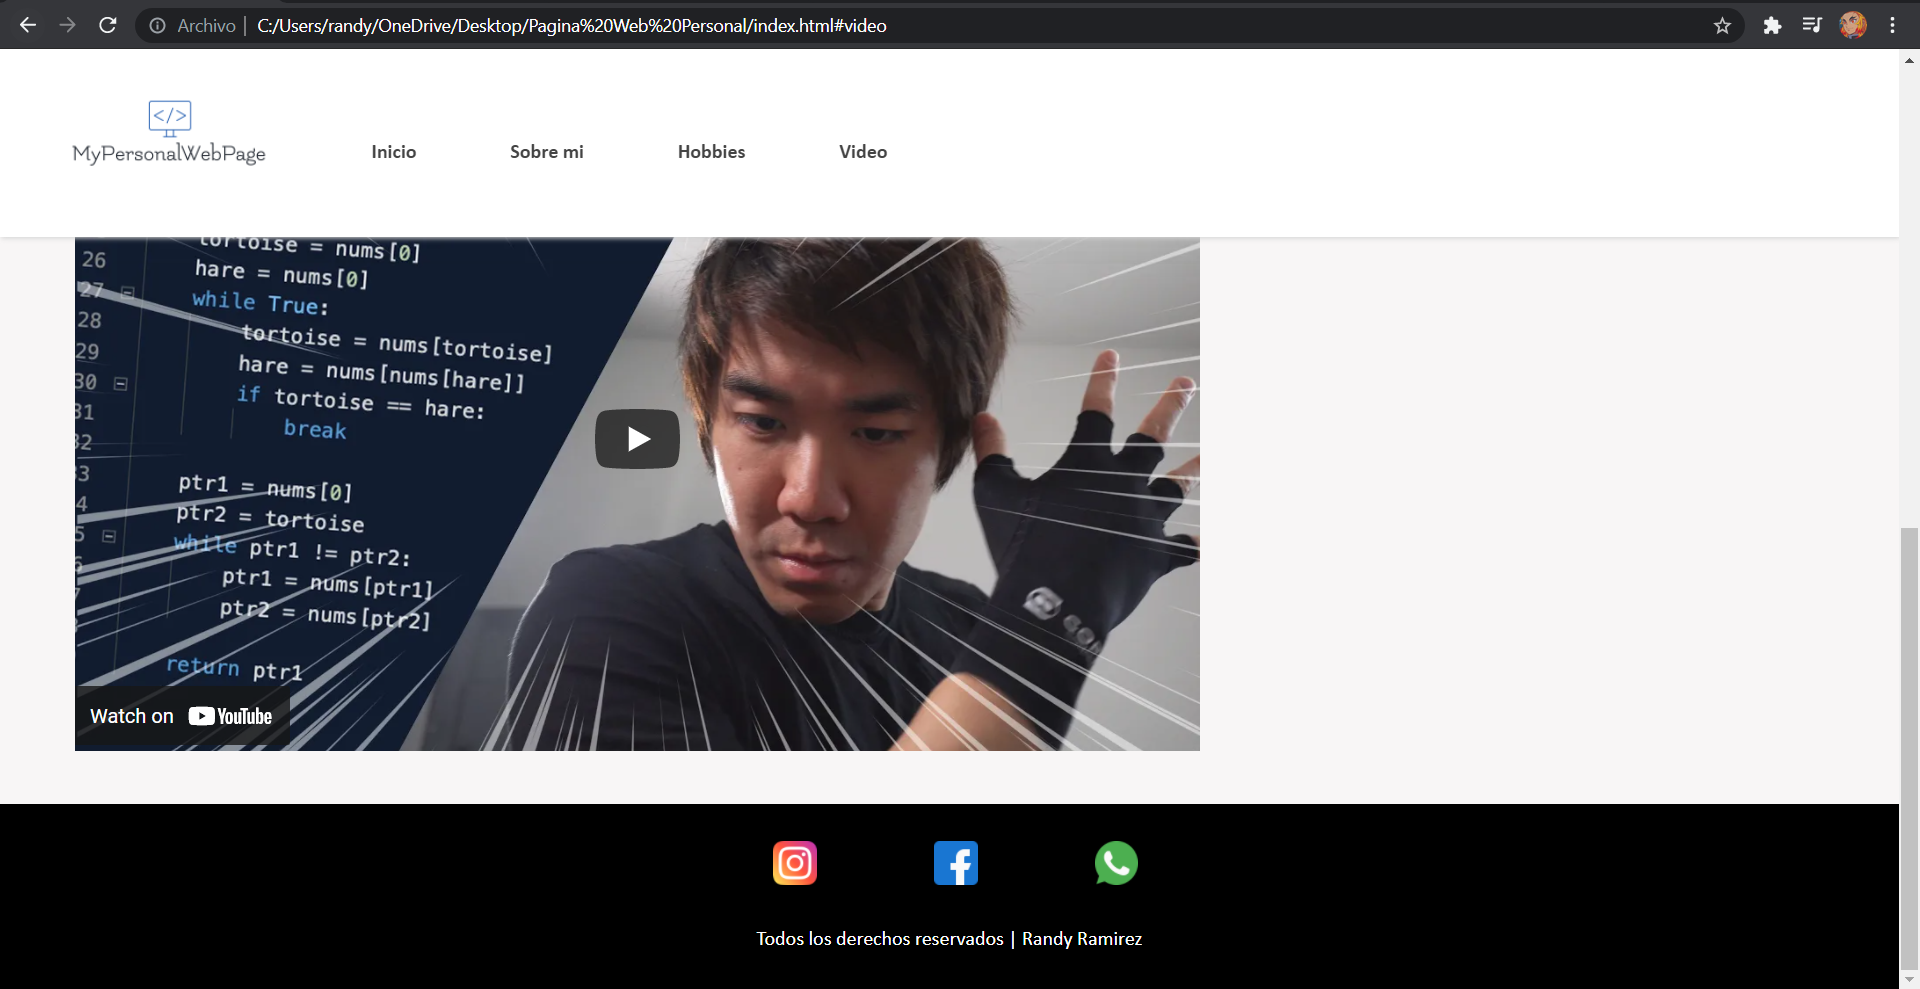 Archivo | C:/Users/randy/OneDrive/Desktop/Pagina%20Web%20Personal/index.html#video
</>
MyPersonalWebPage
Inicio
Sobre mi
Hobbies
Video
tortoise = nums[0]
26
hare = nums[0]
27
while True:
28
tortoise = nums[tortoise]
29
hare = nums[nums[hare]]
30
if tortoise == hare:
31
break
32
33
ptr1 = nums[0]
4
ptr2 = tortoise
5
while ptr1 != ptr2:
ptr1 = nums[ptr1]
ptr2 = nums[ptr2]
return ptr1
Watch on YouTube
Todos los derechos reservados | Randy Ramirez